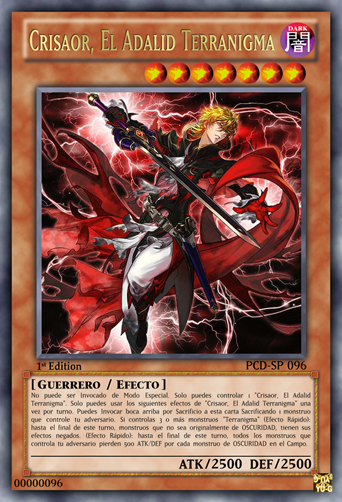 Crisaor, El Adalid Terranigma
DARK
闇
1st Edition
PCD-SP 096
[Guerrero / Efecto]
No puede ser Invocado de Modo Especial. Solo puedes controlar 1 "Crisaor, El Adalid
Terranigma". Solo puedes usar los siguientes efectos de "Crisaor, El Adalid Terranigma" una
vez por turno. Puedes Invocar boca arriba por Sacrificio a esta carta Sacrificando 1 monstruo
que controle tu adversario. Si controlas 3 o más monstruos "Terranigma" (Efecto Rápido):
hasta el final de este turno, monstruos que no sea originalmente de OSCURIDAD, tienen sus
efectos negados. (Efecto Rápido): hasta el final de este turno, todos los monstruos que
controla tu adversario pierden 500 ATK/DEF por cada monstruo de OSCURIDAD en el Campo.
ATK/2500 DEF/2500
00000096